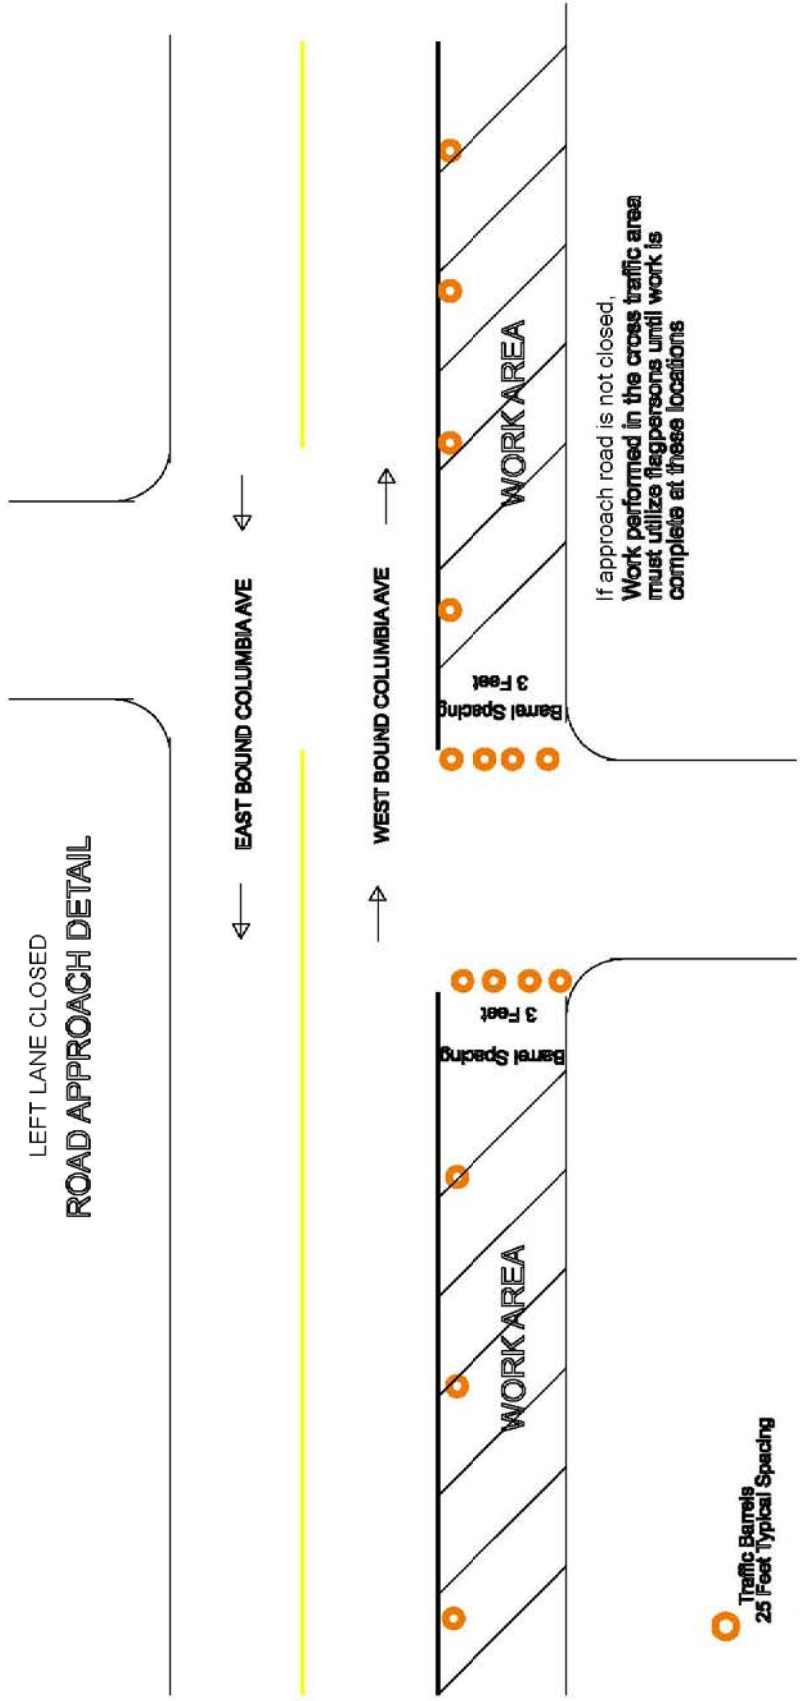 LEFT LANE CLOSED
ROAD APPROACH DETAIL
EAST BOUND COLUMBIA AVE
WEST BOUND COLUMBIA AVE
Barrel Spacing
3 Feet
Barrel Spacing
3 Feet
WORK AREA
WORK AREA
If approach road is not closed,
Work performed in the cross traffic area
must utilize flagpersons until work is
complete at these locations
Traffic Barrels
25 Feet Typical Spacing